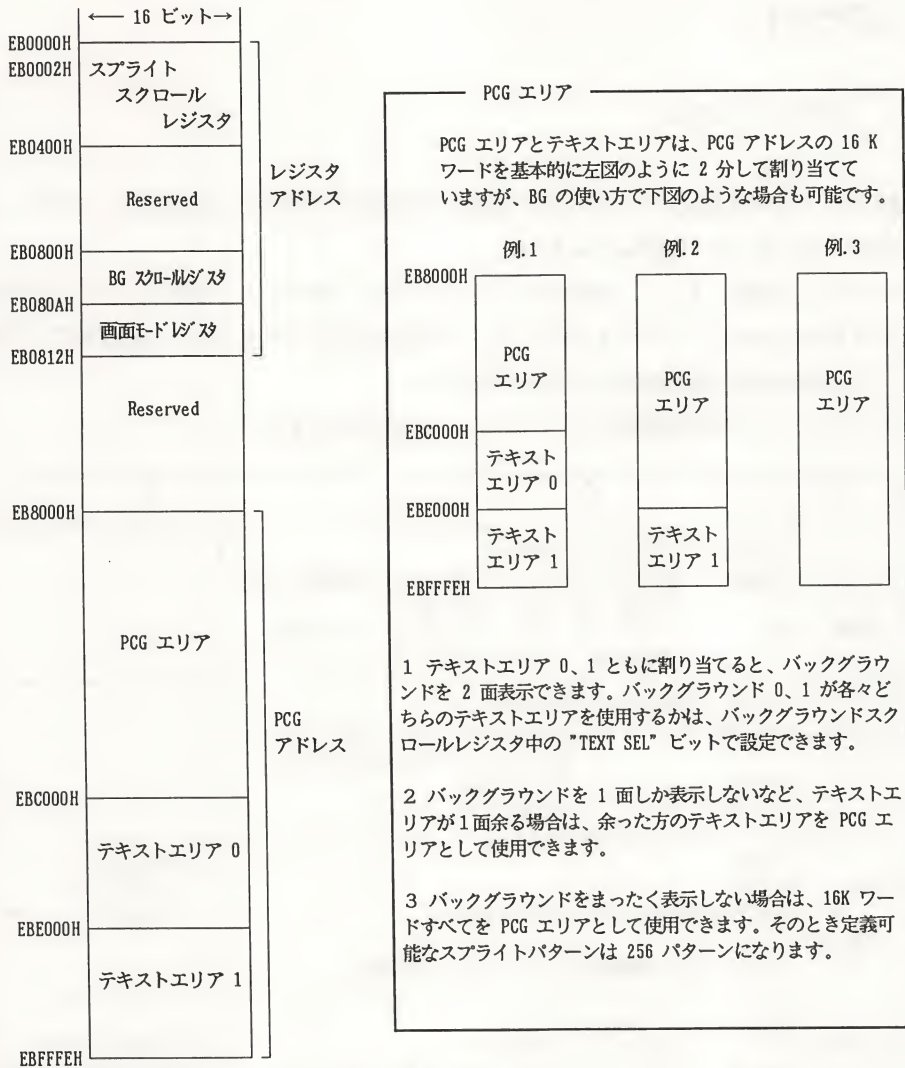 ← 16 ビット→
EB0000H
EB0002H スプライト
スクロール
レジスタ
EB0400H
Reserved
レジスタ
アドレス
EB0800H
BG スクロールレジスタ
EB080AH
画面モードレジスタ
EB0812H
Reserved
EB8000H
PCG エリア
PCG
アドレス
EBC000H
テキストエリア 0
EBE000H
テキストエリア 1
EBFFFEH
PCG エリア
PCG エリアとテキストエリアは、PCG アドレスの 16 K
ワードを基本的に左図のように 2 分して割り当てて
いますが、BG の使い方で下図のような場合も可能です。
例.1 例.2 例.3
EB8000H
PCG
エリア
PCG
エリア
PCG
エリア
EBC000H
テキスト
エリア 0
EBE000H
テキスト
エリア 1
テキスト
エリア 1
EBFFFEH
1 テキストエリア 0、1 ともに割り当てると、バックグラウ
ンドを 2 面表示できます。バックグラウンド 0、1 が各々ど
ちらのテキストエリアを使用するかは、バックグラウンドスク
ロールレジスタ中の "TEXT SEL" ビットで設定できます。
2 バックグラウンドを 1 面しか表示しないなど、テキストエ
リアが1面余る場合は、余った方のテキストエリアを PCG エ
リアとして使用できます。
3 バックグラウンドをまったく表示しない場合は、16K ワー
ドすべてを PCG エリアとして使用できます。そのとき定義可
能なスプライトパターンは 256 パターンになります。